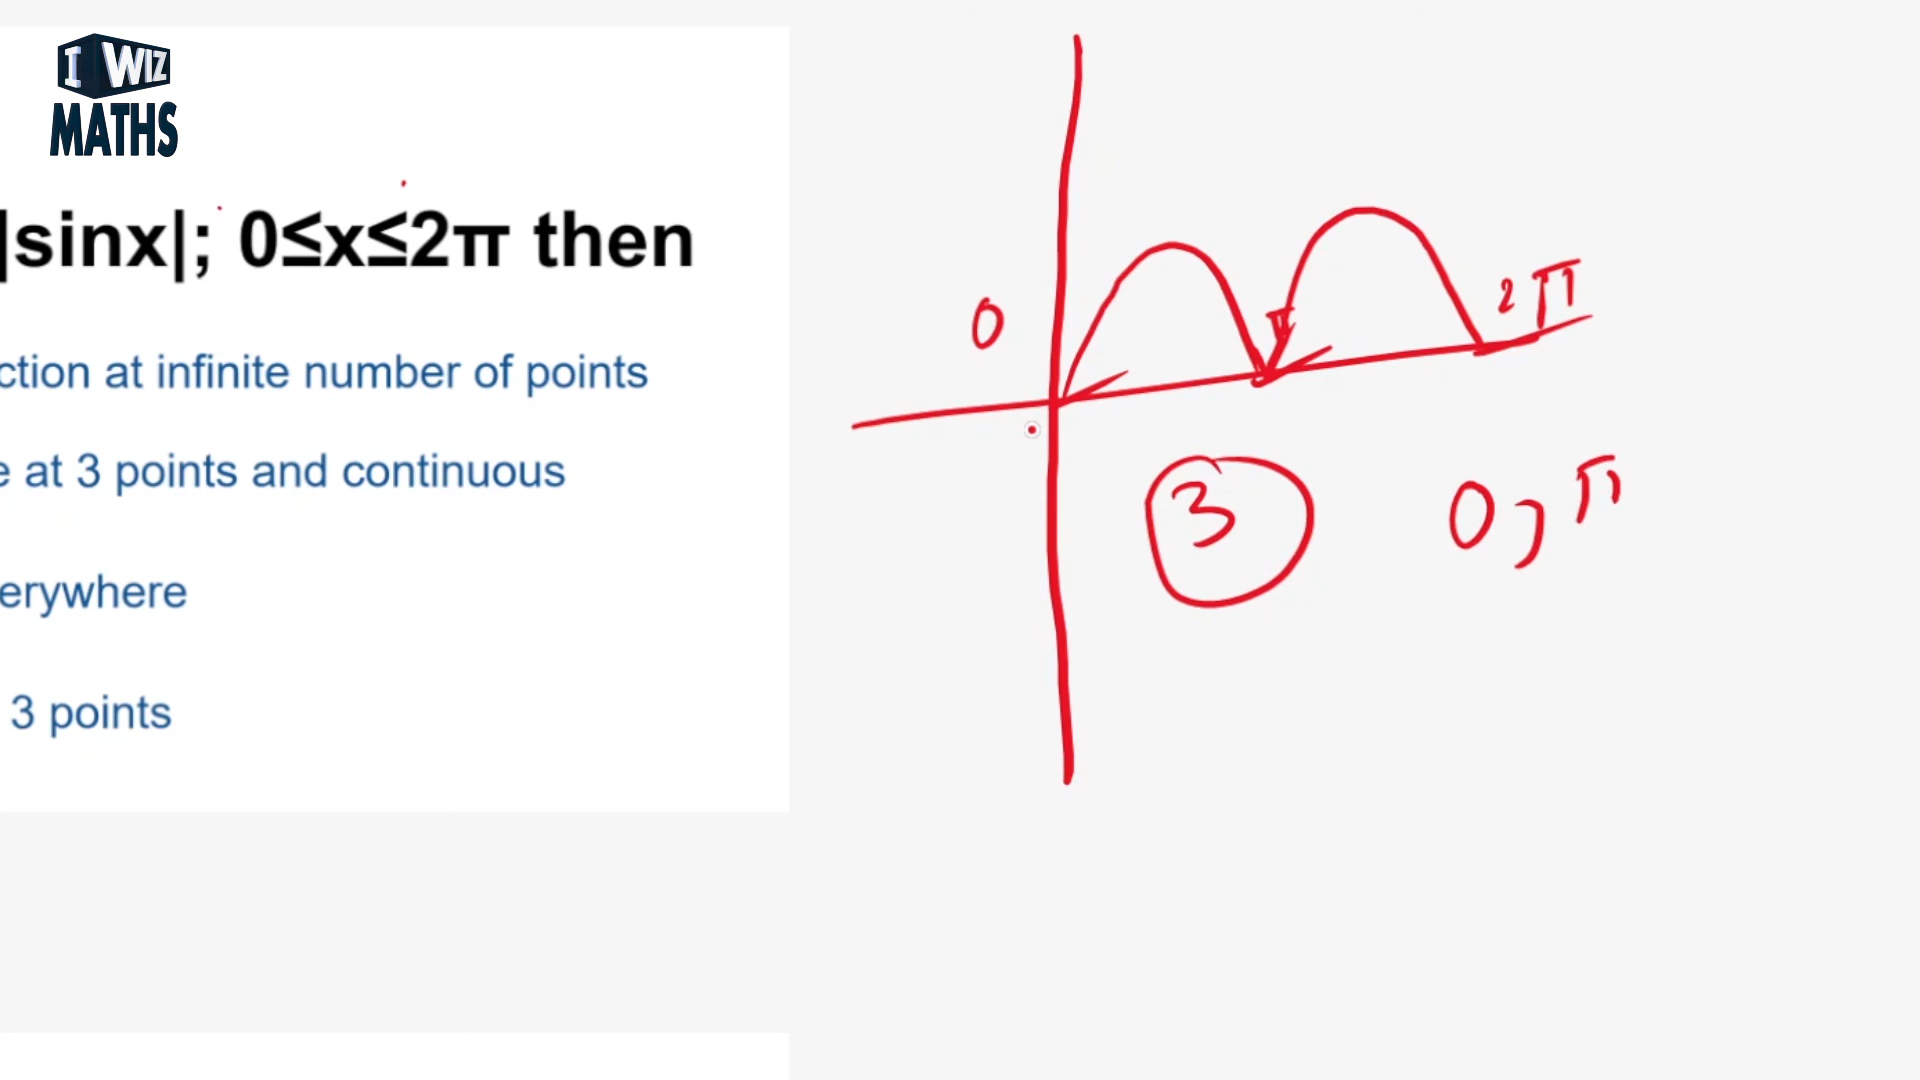 I WIZ
MATHS
|sinx|; 0≤x≤2π then
ction at infinite number of points
e at 3 points and continuous
erywhere
3 points
0
π
2π
3
0, π